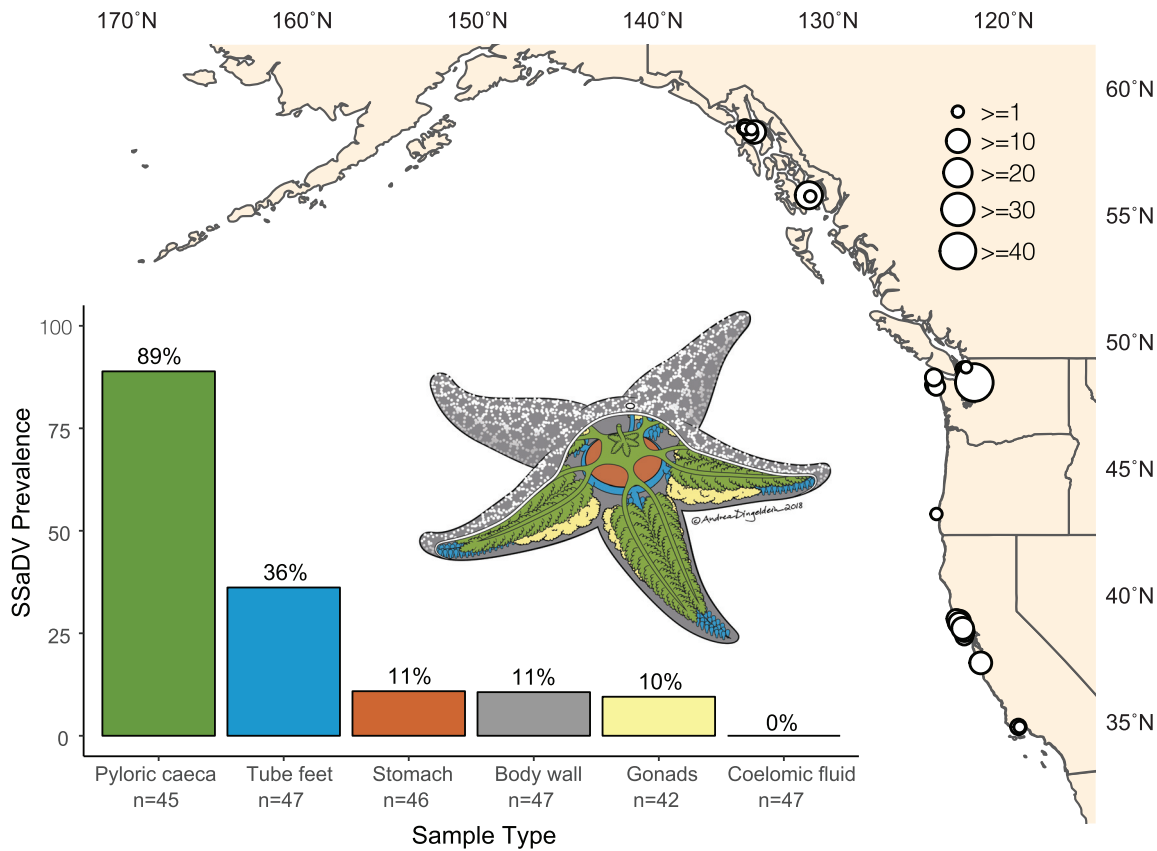 170°N 160°N 150°N 140°N 130°N 120°N
60°N
55°N
50°N
45°N
40°N
35°N
>=1
>=10
>=20
>=30
>=40
SSaDV Prevalence
100
75
50
25
0
89%
36%
11%
11%
10%
0%
©Andrea Dingeldein 2018
Pyloric caeca Tube feet Stomach Body wall Gonads Coelomic fluid
n=45 n=47 n=46 n=47 n=42 n=47
Sample Type